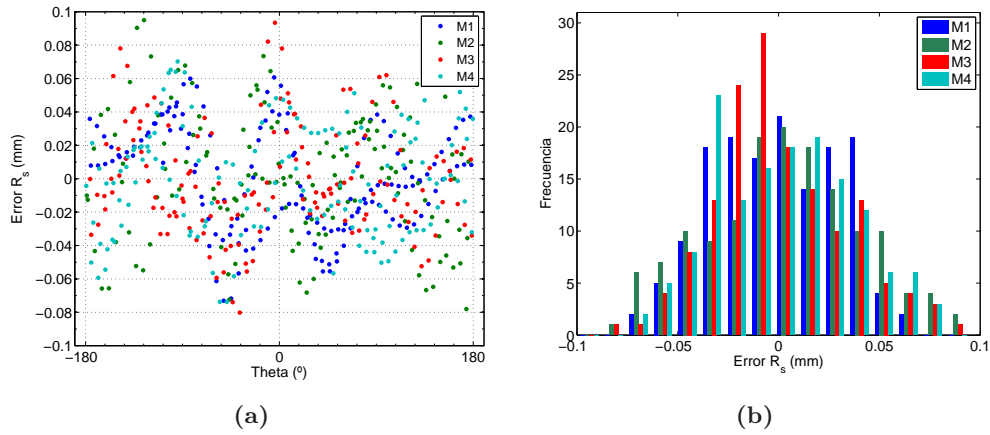 0.1
0.08
0.06
0.04
0.02
0
−0.02
−0.04
−0.06
−0.08
−0.1
−180
0
180
Error R_s (mm)
Theta (º)
M1
M2
M3
M4
(a)
30
25
20
15
10
5
0
−0.1
−0.05
0
0.05
0.1
Frecuencia
Error R_s (mm)
M1
M2
M3
M4
(b)